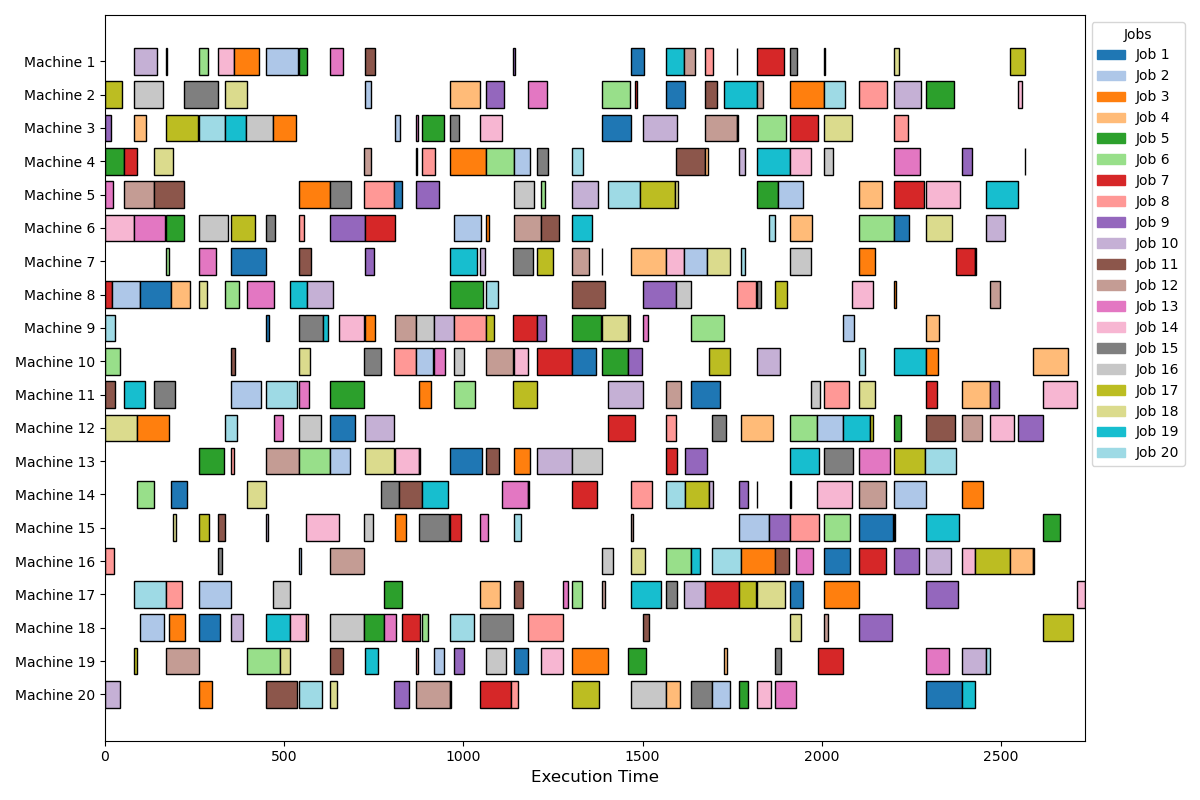 Machine 1
Machine 2
Machine 3
Machine 4
Machine 5
Machine 6
Machine 7
Machine 8
Machine 9
Machine 10
Machine 11
Machine 12
Machine 13
Machine 14
Machine 15
Machine 16
Machine 17
Machine 18
Machine 19
Machine 20
0 500 1000 1500 2000 2500
Execution Time
Jobs
Job 1
Job 2
Job 3
Job 4
Job 5
Job 6
Job 7
Job 8
Job 9
Job 10
Job 11
Job 12
Job 13
Job 14
Job 15
Job 16
Job 17
Job 18
Job 19
Job 20